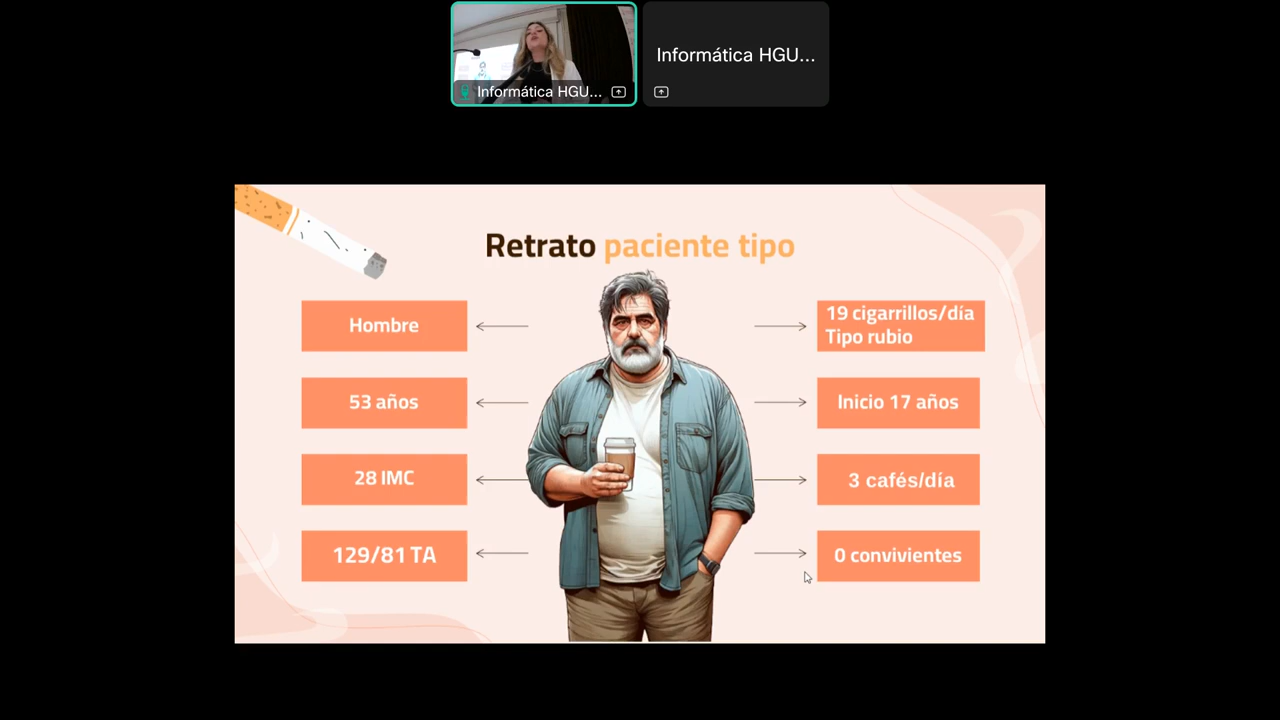 Informática HGU...
Informática HGU...
Retrato paciente tipo
Hombre
19 cigarrillos/día
Tipo rubio
53 años
Inicio 17 años
28 IMC
3 cafés/día
129/81 TA
0 convivientes